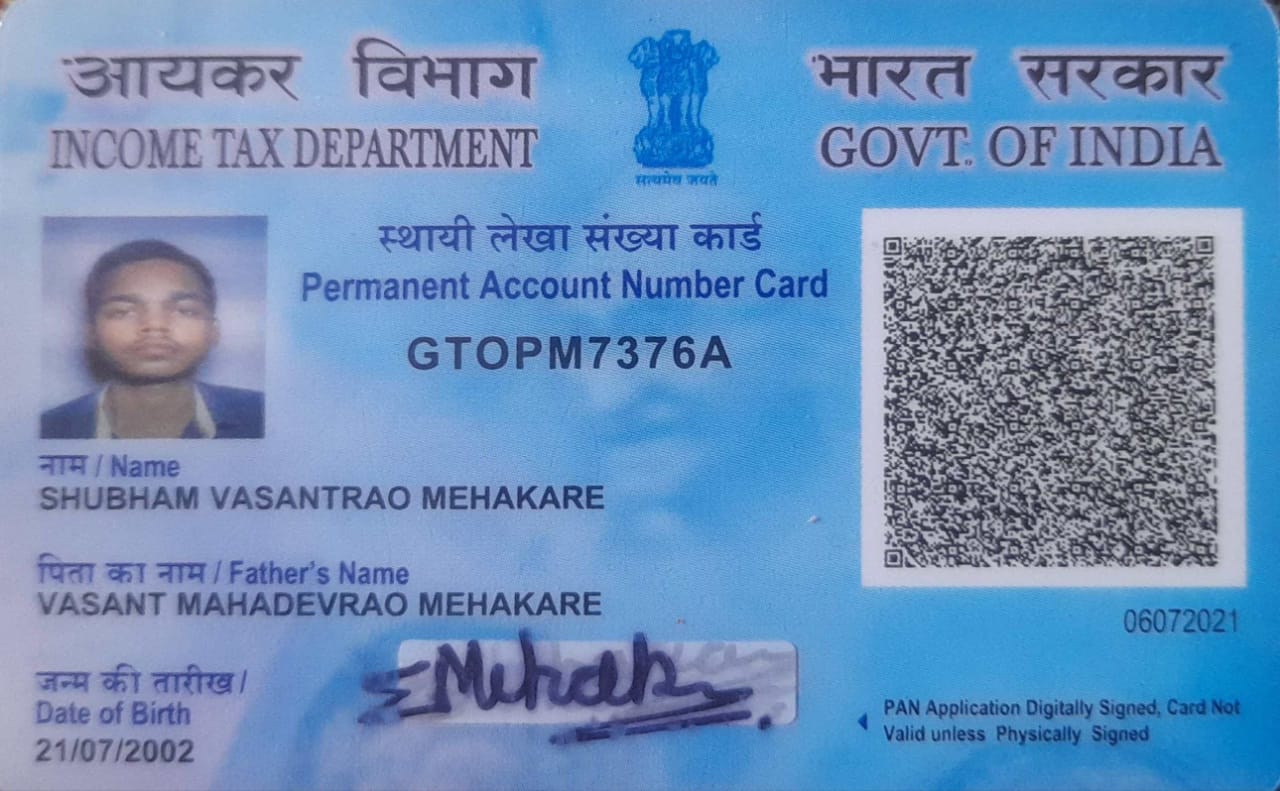 आयकर विभाग
INCOME TAX DEPARTMENT
सत्यमेव जयते
भारत सरकार
GOVT. OF INDIA
स्थायी लेखा संख्या कार्ड
Permanent Account Number Card
GTOPM7376A
नाम / Name
SHUBHAM VASANTRAO MEHAKARE
पिता का नाम / Father's Name
VASANT MAHADEVRAO MEHAKARE
जन्म की तारीख /
Date of Birth
21/07/2002
06072021
PAN Application Digitally Signed, Card Not
Valid unless Physically Signed